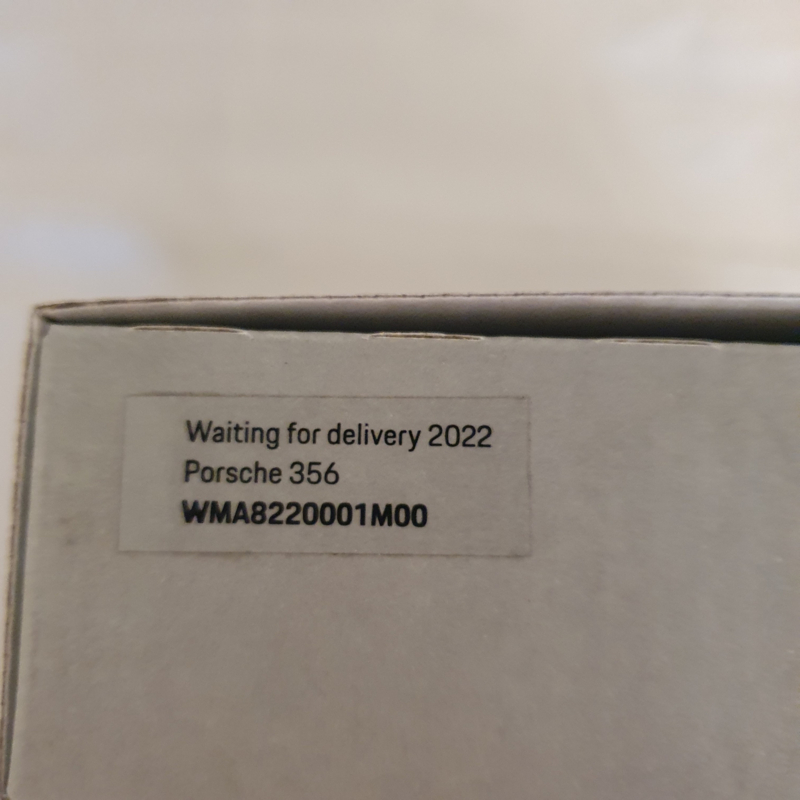 Waiting for delivery 2022
Porsche 356
WMA8220001M00